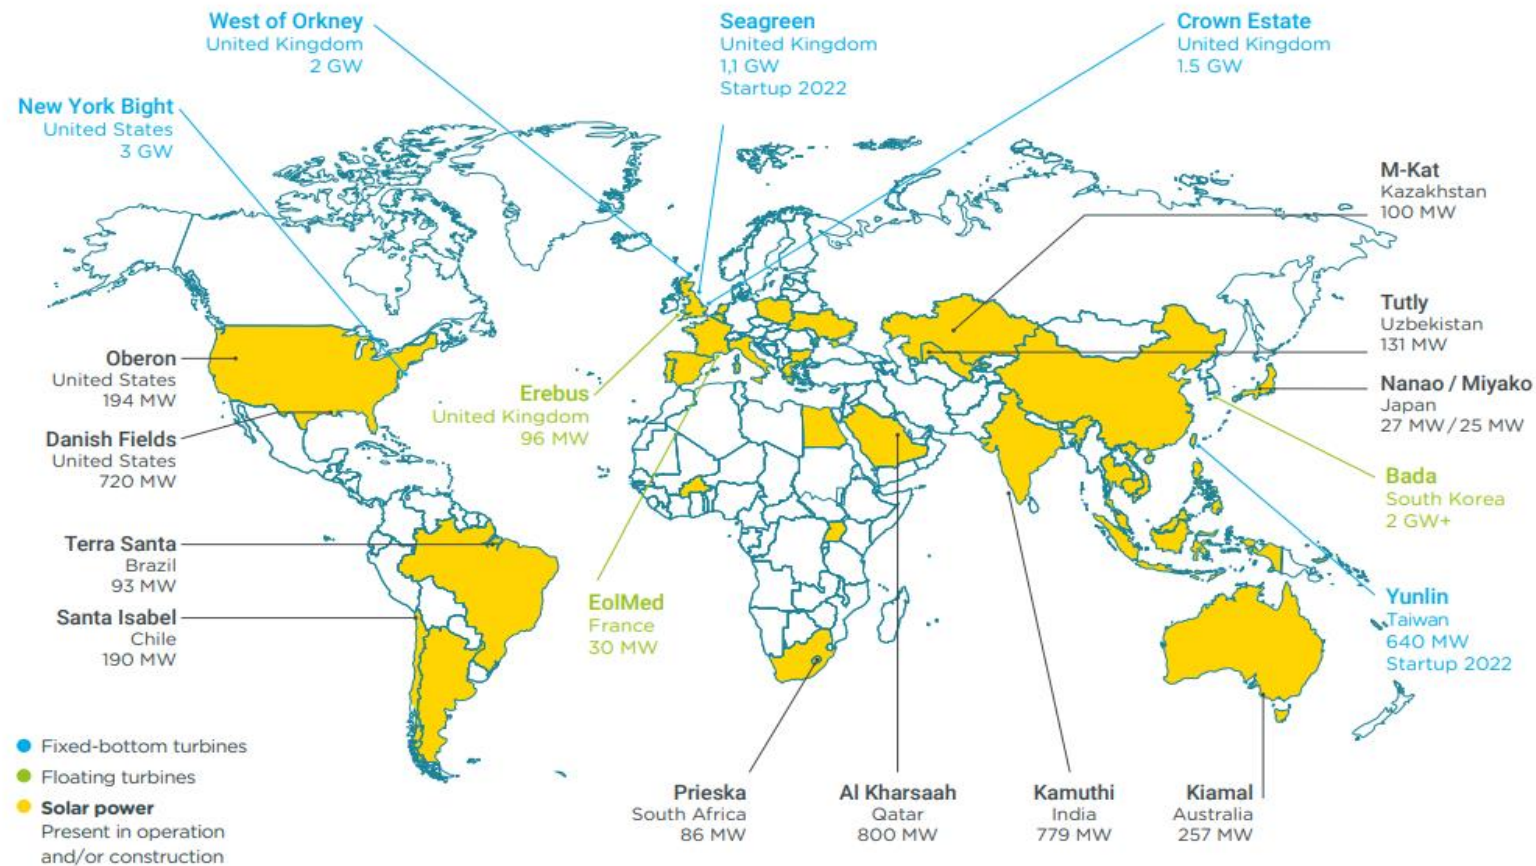 West of Orkney
United Kingdom
2 GW
Seagreen
United Kingdom
1,1 GW
Startup 2022
Crown Estate
United Kingdom
1.5 GW
New York Bight
United States
3 GW
M-Kat
Kazakhstan
100 MW
Tutly
Uzbekistan
131 MW
Oberon
United States
194 MW
Erebus
United Kingdom
96 MW
Nanao / Miyako
Japan
27 MW / 25 MW
Danish Fields
United States
720 MW
Bada
South Korea
2 GW+
Terra Santa
Brazil
93 MW
EolMed
France
30 MW
Yunlin
Taiwan
640 MW
Startup 2022
Santa Isabel
Chile
190 MW
Fixed-bottom turbines
Floating turbines
Solar power
Present in operation
and/or construction
Prieska
South Africa
86 MW
Al Kharsaah
Qatar
800 MW
Kamuthi
India
779 MW
Kiamal
Australia
257 MW